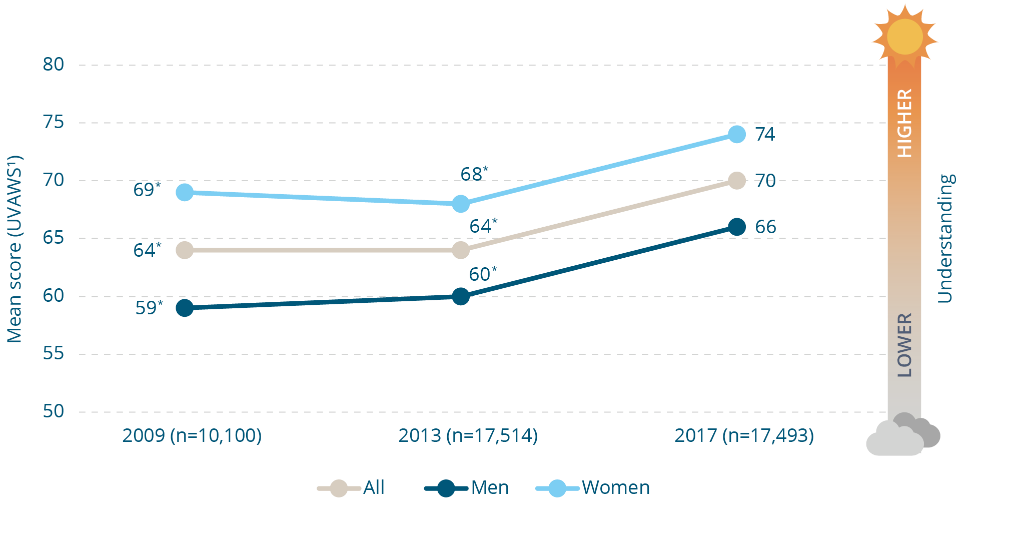 Mean score (UVAWS¹)
80
75
70
65
60
55
50
69*
68*
74
64*
64*
70
59*
60*
66
2009 (n=10,100)
2013 (n=17,514)
2017 (n=17,493)
All
Men
Women
HIGHER
LOWER
Understanding